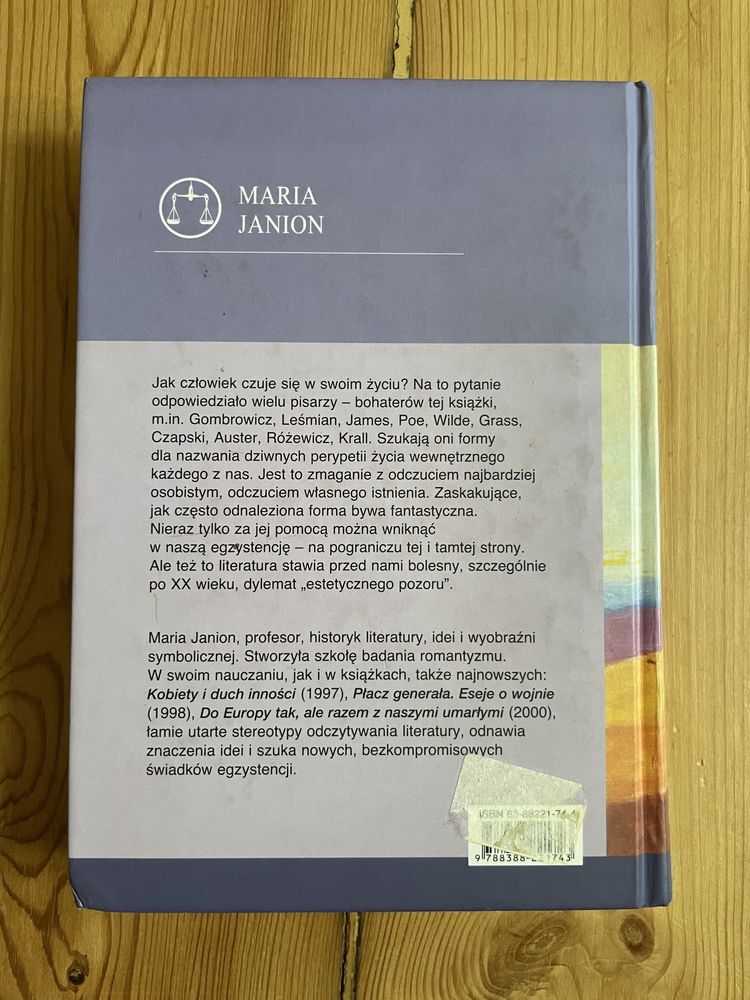 MARIA
JANION
Jak człowiek czuje się w swoim życiu? Na to pytanie
odpowiedziało wielu pisarzy – bohaterów tej książki,
m.in. Gombrowicz, Leśmian, James, Poe, Wilde, Grass,
Czapski, Auster, Różewicz, Krall. Szukają oni formy
dla nazwania dziwnych perypetii życia wewnętrznego
każdego z nas. Jest to zmaganie z odczuciem najbardziej
osobistym, odczuciem własnego istnienia. Zaskakujące,
jak często odnaleziona forma bywa fantastyczna.
Nieraz tylko za jej pomocą można wniknąć
w naszą egzystencję – na pograniczu tej i tamtej strony.
Ale też to literatura stawia przed nami bolesny, szczególnie
po XX wieku, dylemat „estetycznego pozoru”.
Maria Janion, profesor, historyk literatury, idei i wyobraźni
symbolicznej. Stworzyła szkołę badania romantyzmu.
W swoim nauczaniu, jak i w książkach, także najnowszych:
Kobiety i duch inności (1997), Płacz generała. Eseje o wojnie
(1998), Do Europy tak, ale razem z naszymi umarłymi (2000),
łamie utarte stereotypy odczytywania literatury, odnawia
znaczenia idei i szuka nowych, bezkompromisowych
świadków egzystencji.
ISBN 83-88221-74-
9 788388